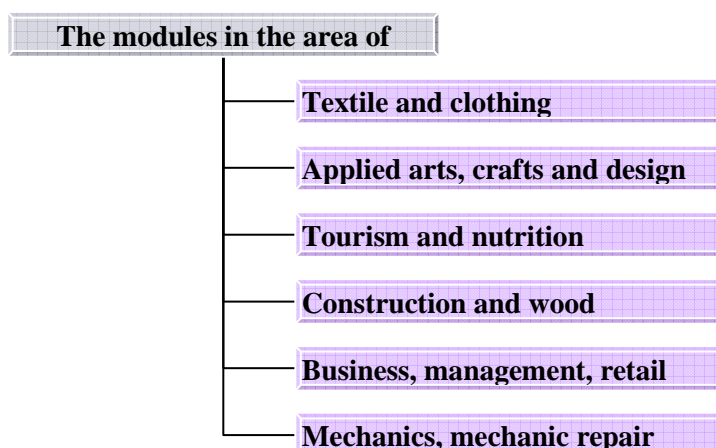 The modules in the area of
Textile and clothing
Applied arts, crafts and design
Tourism and nutrition
Construction and wood
Business, management, retail
Mechanics, mechanic repair